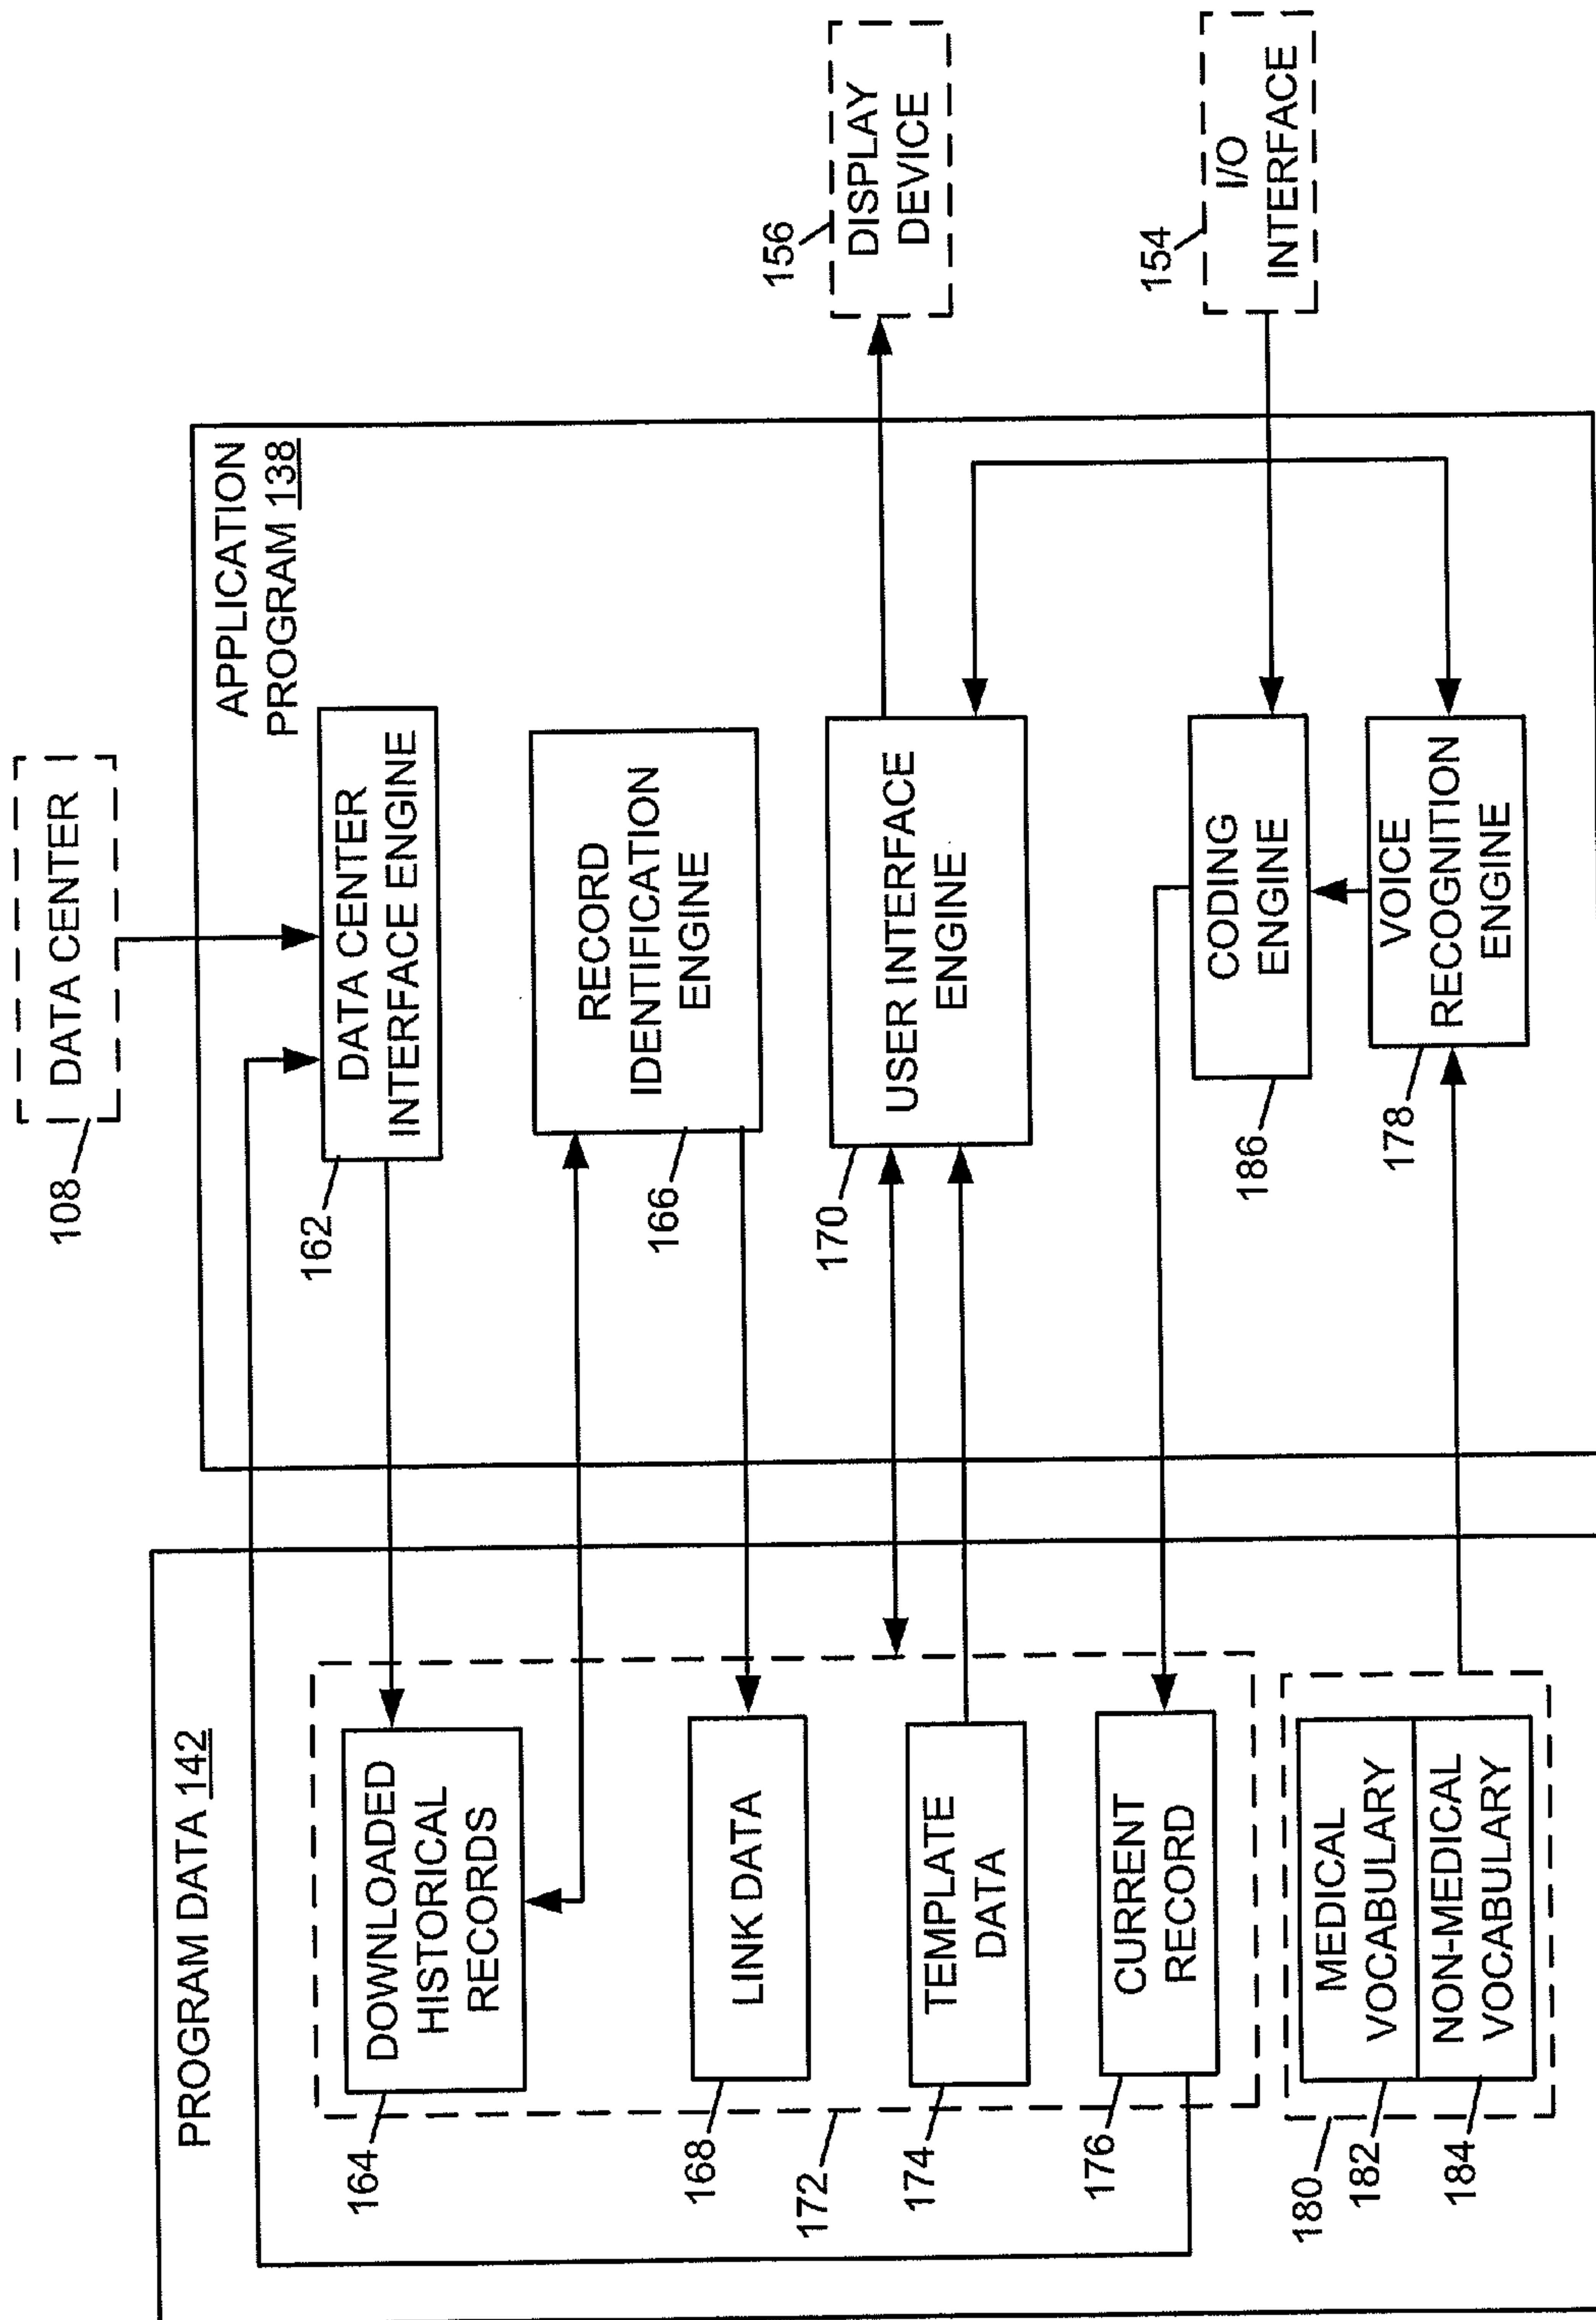 108
DATA CENTER
APPLICATION
PROGRAM 138
162
DATA CENTER
INTERFACE ENGINE
166
RECORD
IDENTIFICATION
ENGINE
170
USER INTERFACE
ENGINE
186
CODING
ENGINE
178
VOICE
RECOGNITION
ENGINE
156
DISPLAY
DEVICE
154
I/O
INTERFACE
PROGRAM DATA 142
164
DOWNLOADED
HISTORICAL
RECORDS
168
LINK DATA
172
174
TEMPLATE
DATA
176
CURRENT
RECORD
180
182
MEDICAL
VOCABULARY
184
NON-MEDICAL
VOCABULARY